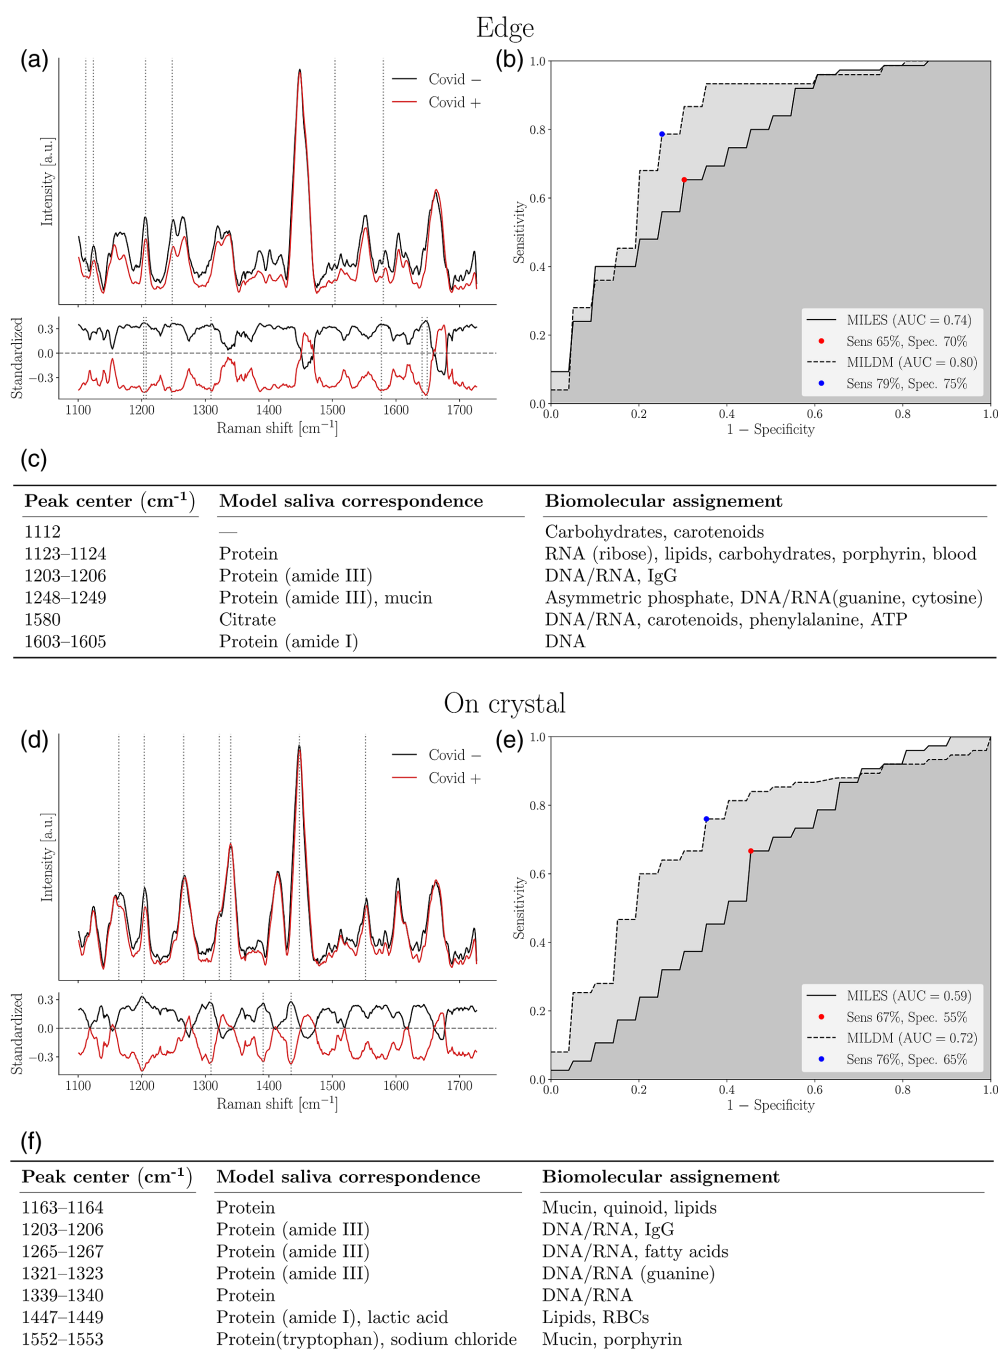 Edge
(a)
Covid −
Covid +
Intensity [a.u.]
0.3
0.0
−0.3
Standardized
1100 1200 1300 1400 1500 1600 1700
Raman shift [cm⁻¹]
(b)
1.0
0.8
0.6
0.4
0.2
0.0
Sensitivity
MILES (AUC = 0.74)
Sens 65%, Spec. 70%
MILDM (AUC = 0.80)
Sens 79%, Spec. 75%
0.0 0.2 0.4 0.6 0.8 1.0
1 − Specificity
(c)
Peak center (cm⁻¹) Model saliva correspondence Biomolecular assignement
1112 — Carbohydrates, carotenoids
1123–1124 Protein RNA (ribose), lipids, carbohydrates, porphyrin, blood
1203–1206 Protein (amide III) DNA/RNA, IgG
1248–1249 Protein (amide III), mucin Asymmetric phosphate, DNA/RNA(guanine, cytosine)
1580 Citrate DNA/RNA, carotenoids, phenylalanine, ATP
1603–1605 Protein (amide I) DNA
On crystal
(d)
Covid −
Covid +
Intensity [a.u.]
0.3
0.0
−0.3
Standardized
1100 1200 1300 1400 1500 1600 1700
Raman shift [cm⁻¹]
(e)
1.0
0.8
0.6
0.4
0.2
0.0
Sensitivity
MILES (AUC = 0.59)
Sens 67%, Spec. 55%
MILDM (AUC = 0.72)
Sens 76%, Spec. 65%
0.0 0.2 0.4 0.6 0.8 1.0
1 − Specificity
(f)
Peak center (cm⁻¹) Model saliva correspondence Biomolecular assignement
1163–1164 Protein Mucin, quinoid, lipids
1203–1206 Protein (amide III) DNA/RNA, IgG
1265–1267 Protein (amide III) DNA/RNA, fatty acids
1321–1323 Protein (amide III) DNA/RNA (guanine)
1339–1340 Protein DNA/RNA
1447–1449 Protein (amide I), lactic acid Lipids, RBCs
1552–1553 Protein(tryptophan), sodium chloride Mucin, porphyrin